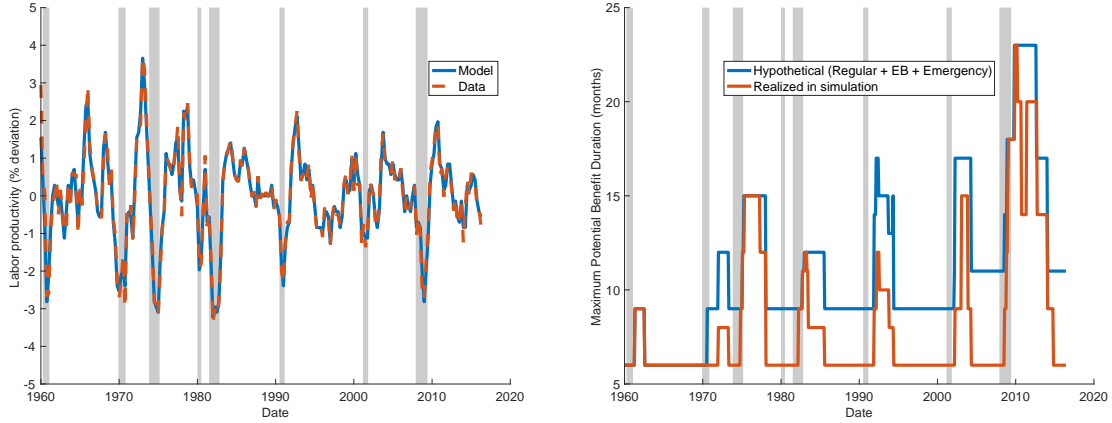 5
4
3
2
1
0
-1
-2
-3
-4
-5
1960 1970 1980 1990 2000 2010 2020
Date
Labor productivity (% deviation)
Model
Data
25
20
15
10
5
1960 1970 1980 1990 2000 2010 2020
Date
Maximum Potential Benefit Duration (months)
Hypothetical (Regular + EB + Emergency)
Realized in simulation